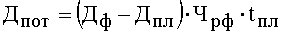 Дпот = (Дф − Дпл) · Чрф · tпл